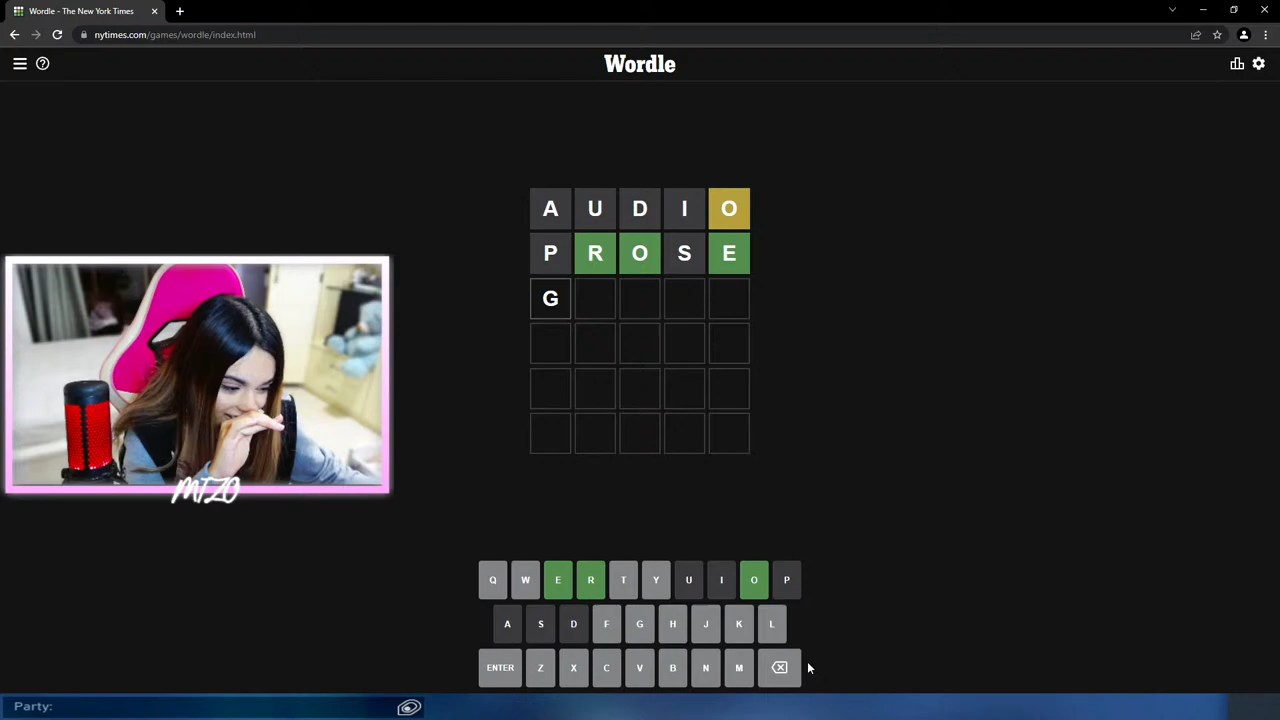 Wordle - The New York Times
nytimes.com/games/wordle/index.html
Wordle
A U D I O
P R O S E
G
MIZO
Q W E R T Y U I O P
A S D F G H J K L
ENTER Z X C V B N M
Party: